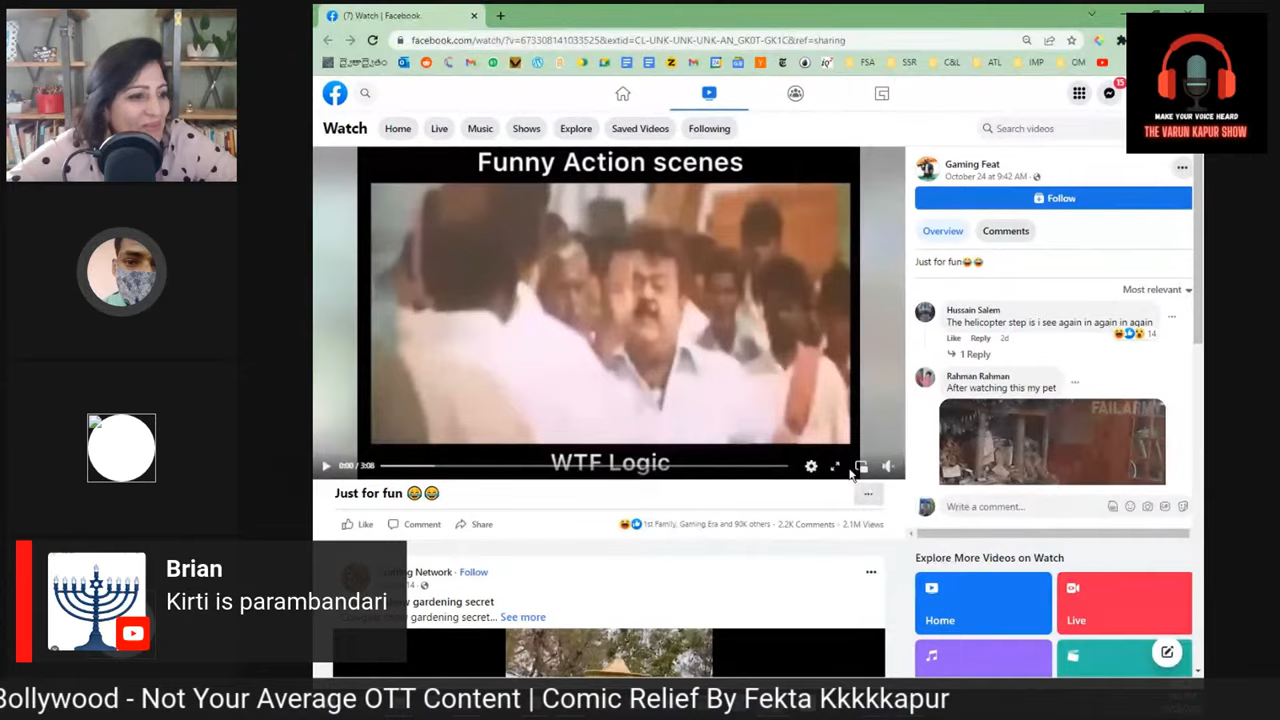 (7) Watch | Facebook
facebook.com/watch/?v=673308141033525&extid=CL-UNK-UNK-UNK-AN_GK0T-GK1C&ref=sharing
FSA
SSR
C&L
ATL
IMP
OM
15
MAKE YOUR VOICE HEARD
THE VARUN KAPUR SHOW
Watch
Home
Live
Music
Shows
Explore
Saved Videos
Following
Search videos
Funny Action scenes
WTF Logic
0:00 / 3:08
Gaming Feat
October 24 at 9:42 AM ·
Follow
Overview
Comments
Just for fun😂😂
Most relevant
Hussain Salem
The helicopter step is i see again in again in again
14
Like Reply 2d
1 Reply
Rahman Rahman
After watching this my pet
FAILARMY
Write a comment...
Just for fun 😂😂
Like
Comment
Share
1st Family, Gaming Era and 90K others · 2.2K Comments · 2.1M Views
Network · Follow
gardening secret
gardening secret... See more
Explore More Videos on Watch
Home
Live
Brian
Kirti is parambandari
Bollywood - Not Your Average OTT Content | Comic Relief By Fekta Kkkkkapur